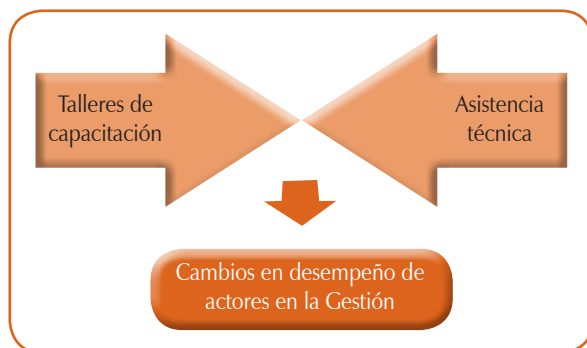 Talleres de
capacitación
Asistencia
técnica
Cambios en desempeño de
actores en la Gestión